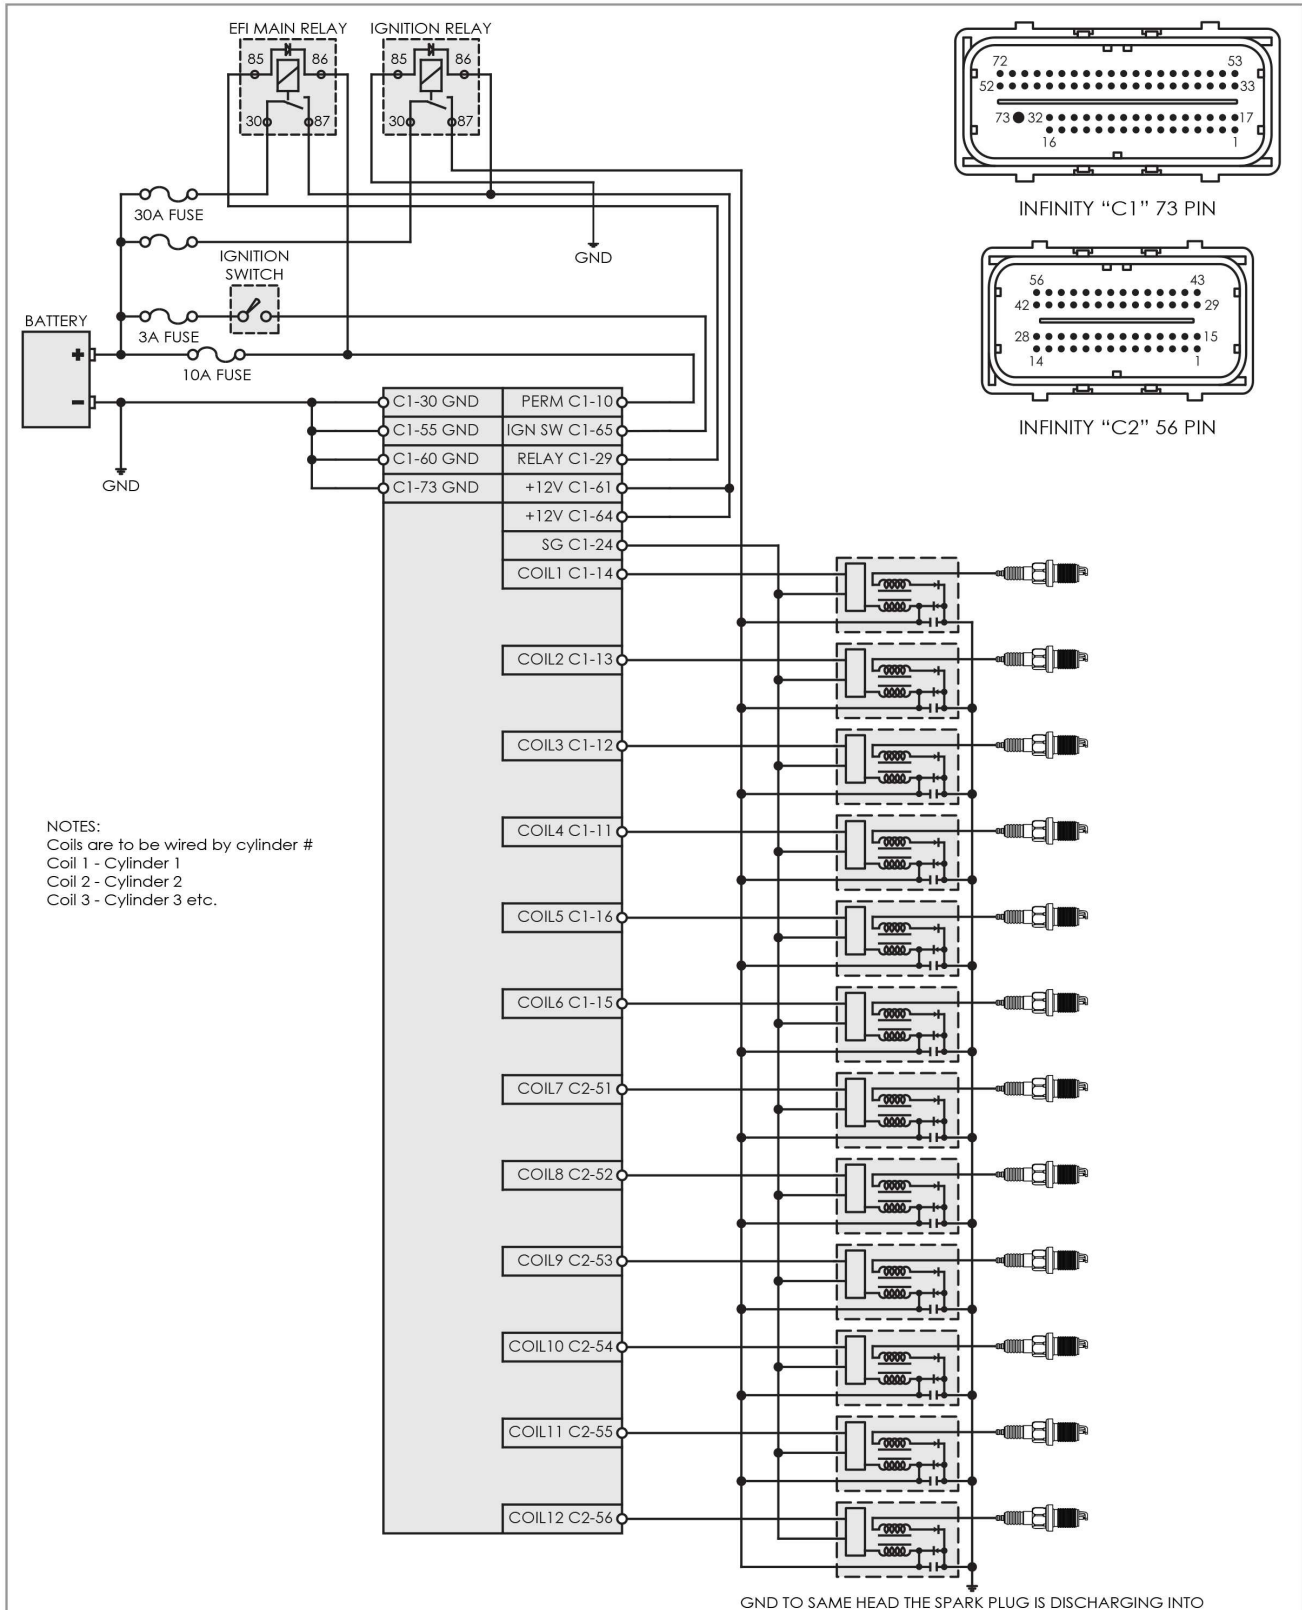 EFI MAIN RELAY
IGNITION RELAY
85
86
85
86
30
87
30
87
30A FUSE
IGNITION
SWITCH
GND
3A FUSE
BATTERY
+
-
10A FUSE
GND
72
53
52
33
73
32
17
16
1
INFINITY “C1” 73 PIN
56
43
42
29
28
15
14
1
INFINITY “C2” 56 PIN
C1-30 GND
PERM C1-10
C1-55 GND
IGN SW C1-65
C1-60 GND
RELAY C1-29
C1-73 GND
+12V C1-61
+12V C1-64
SG C1-24
COIL1 C1-14
COIL2 C1-13
COIL3 C1-12
COIL4 C1-11
COIL5 C1-16
COIL6 C1-15
COIL7 C2-51
COIL8 C2-52
COIL9 C2-53
COIL10 C2-54
COIL11 C2-55
COIL12 C2-56
NOTES:
Coils are to be wired by cylinder #
Coil 1 - Cylinder 1
Coil 2 - Cylinder 2
Coil 3 - Cylinder 3 etc.
GND TO SAME HEAD THE SPARK PLUG IS DISCHARGING INTO